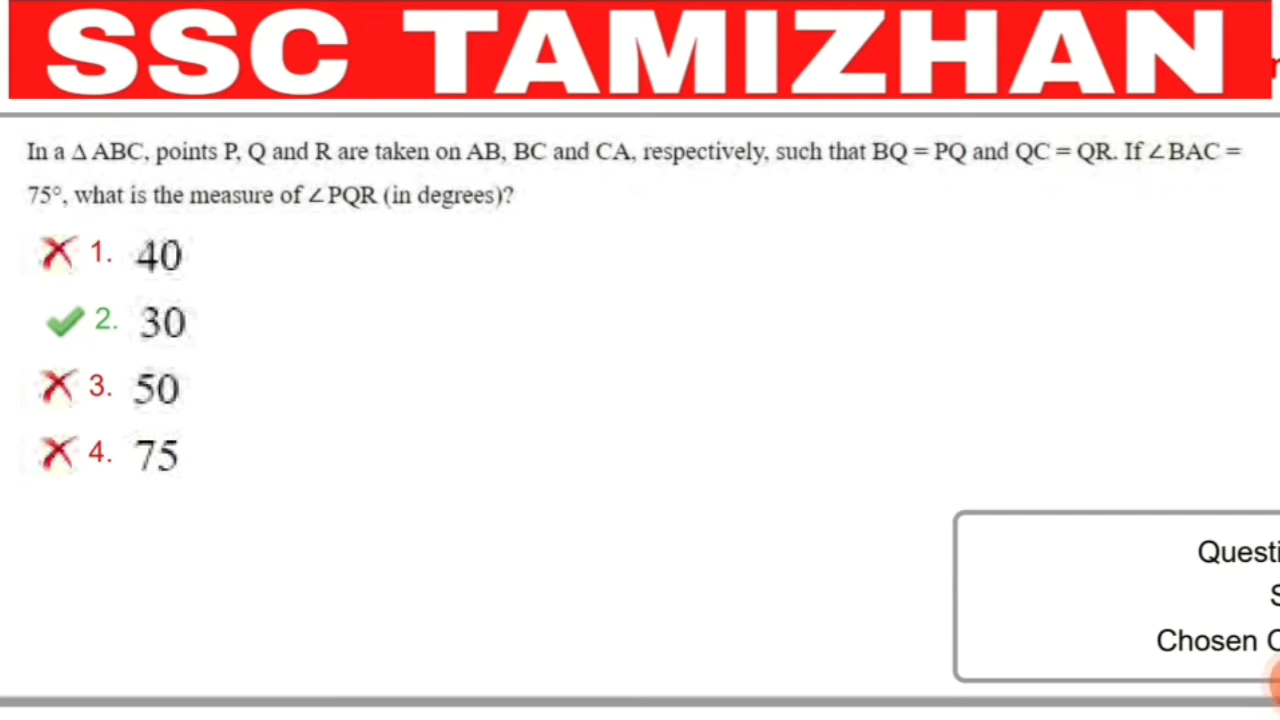 SSC TAMIZHAN
In a Δ ABC, points P, Q and R are taken on AB, BC and CA, respectively, such that BQ = PQ and QC = QR. If ∠BAC =
75°, what is the measure of ∠PQR (in degrees)?
1. 40
2. 30
3. 50
4. 75
Questi
Chosen